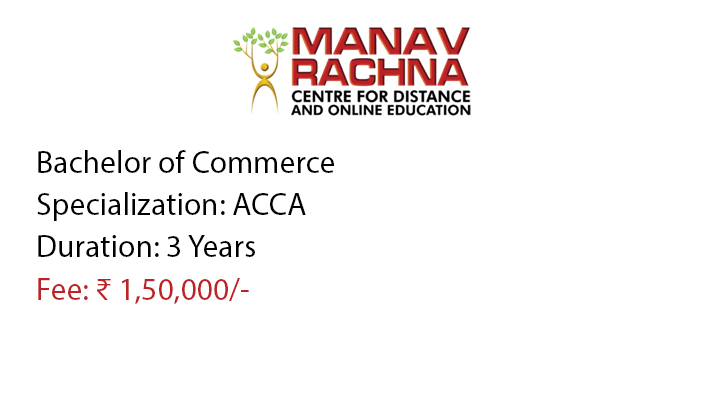 MANAV
RACHNA
CENTRE FOR DISTANCE
AND ONLINE EDUCATION
Bachelor of Commerce
Specialization: ACCA
Duration: 3 Years
Fee: ₹ 1,50,000/-